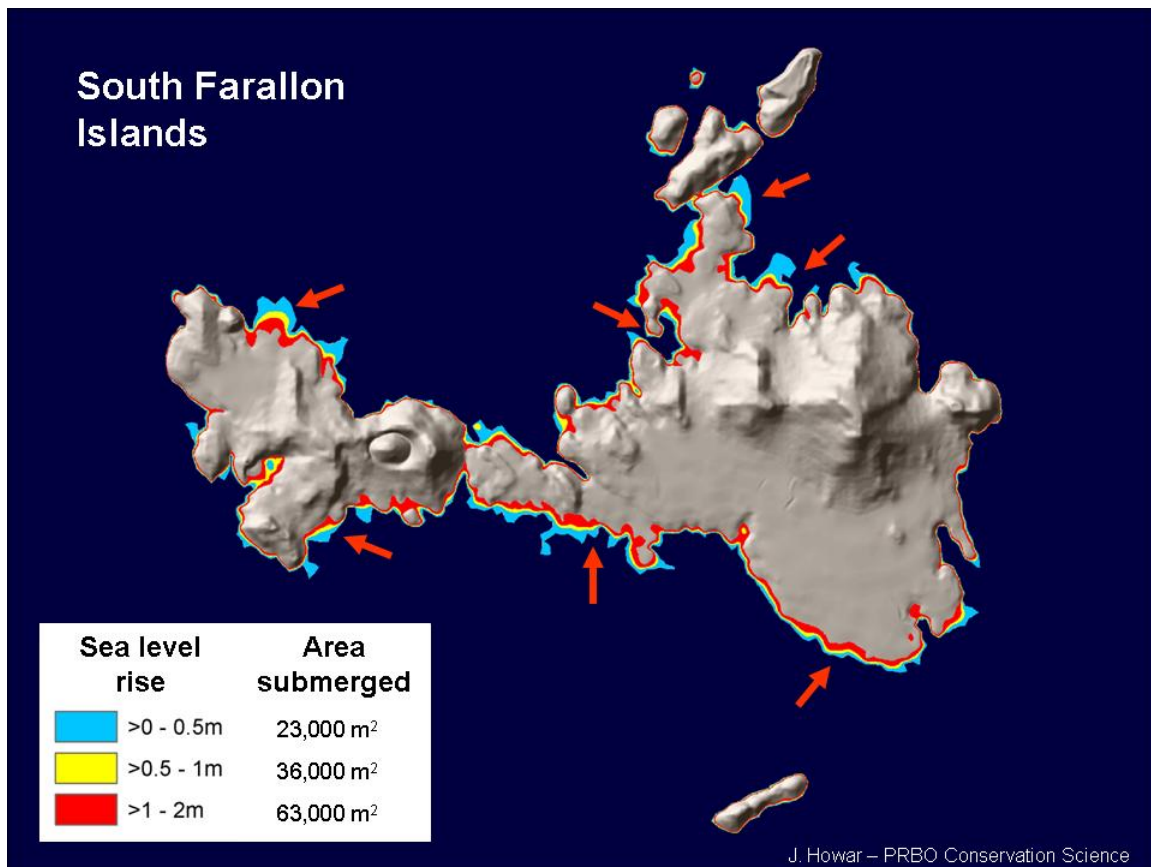 South Farallon
Islands
Sea level
rise
Area
submerged
>0 - 0.5m 23,000 m²
>0.5 - 1m 36,000 m²
>1 - 2m 63,000 m²
J. Howar – PRBO Conservation Science